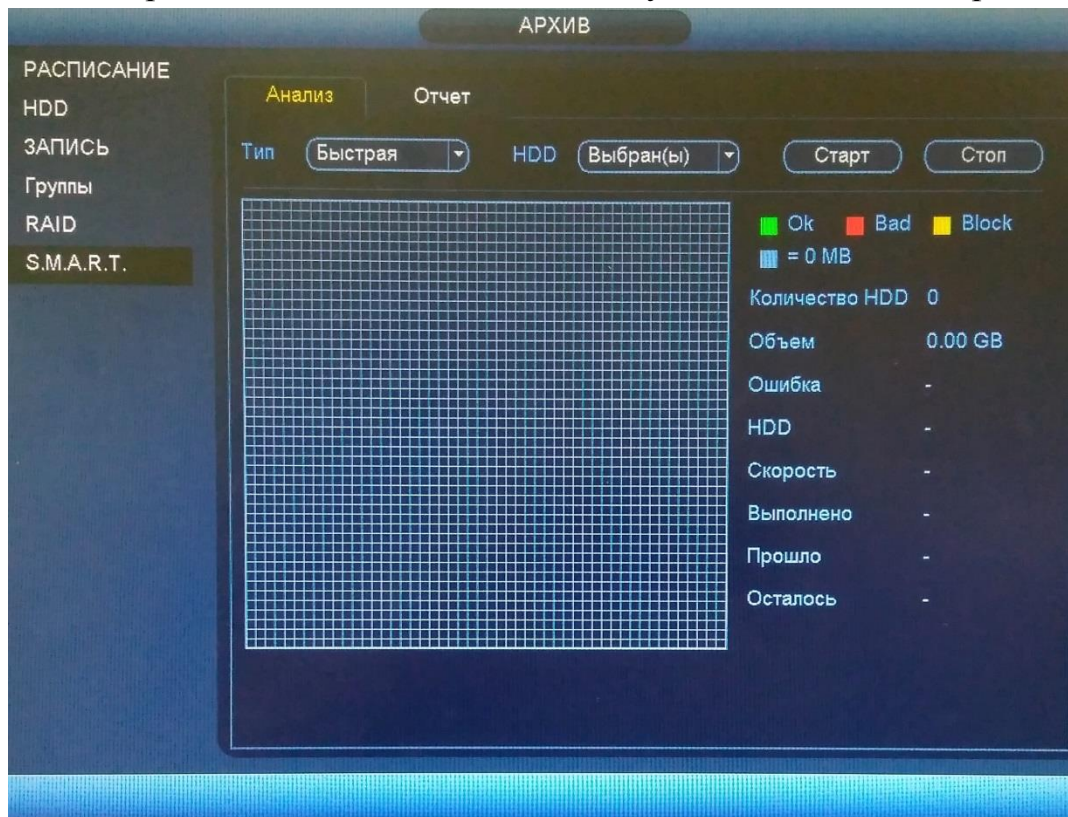 АРХИВ
РАСПИСАНИЕ
HDD
ЗАПИСЬ
Группы
RAID
S.M.A.R.T.
Анализ Отчет
Тип Быстрая HDD Выбран(ы) Старт Стоп
Ok Bad Block
= 0 MB
Количество HDD 0
Объем 0.00 GB
Ошибка -
HDD -
Скорость -
Выполнено -
Прошло -
Осталось -